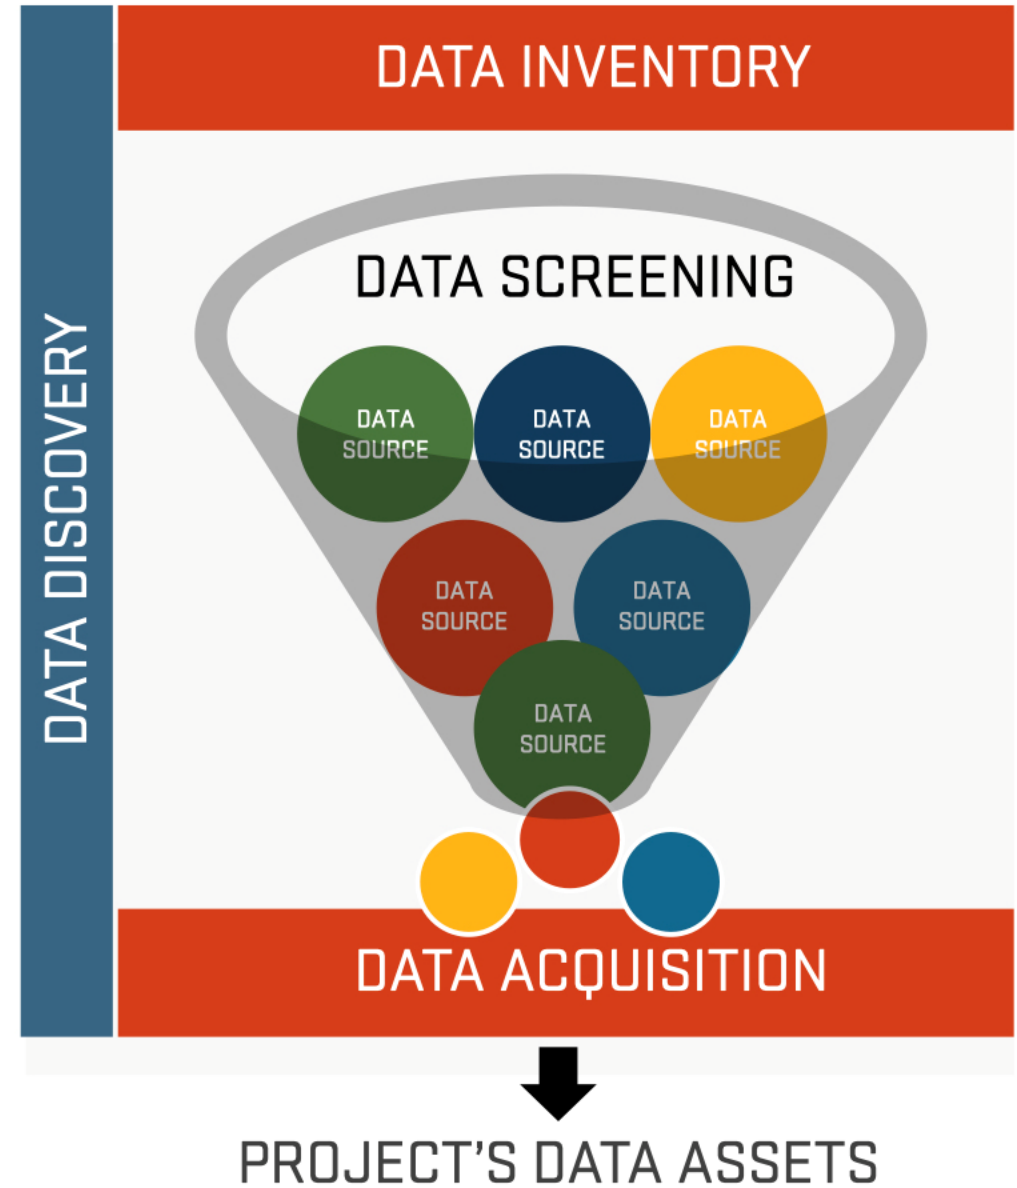 DATA DISCOVERY
DATA INVENTORY
DATA SCREENING
DATA
SOURCE
DATA
SOURCE
DATA
SOURCE
DATA
SOURCE
DATA
SOURCE
DATA
SOURCE
DATA ACQUISITION
PROJECT'S DATA ASSETS